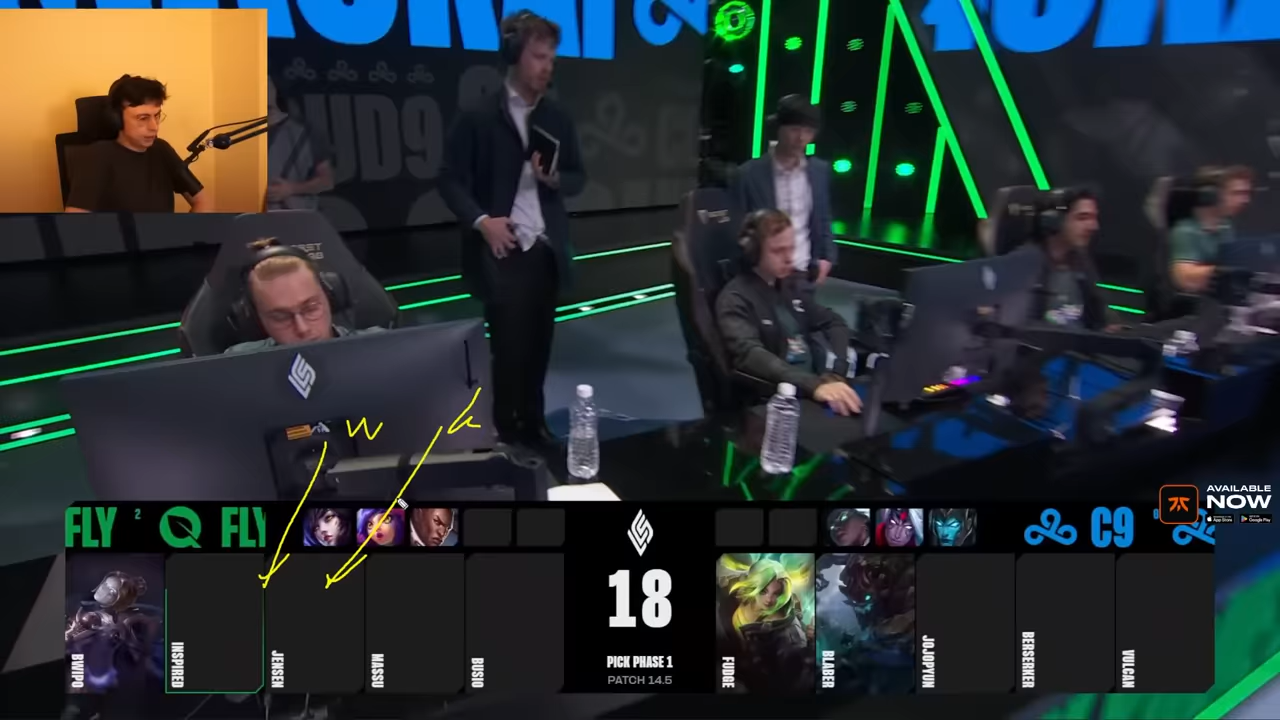 YD9
W
FLY 2 FLY
C9
AVAILABLE
NOW
18
PICK PHASE 1
PATCH 14.5
BWIPO
INSPIRED
JENSEN
MASSU
BUSIO
FUDGE
BLABER
JOJOPYUN
BERSERKER
VULCAN